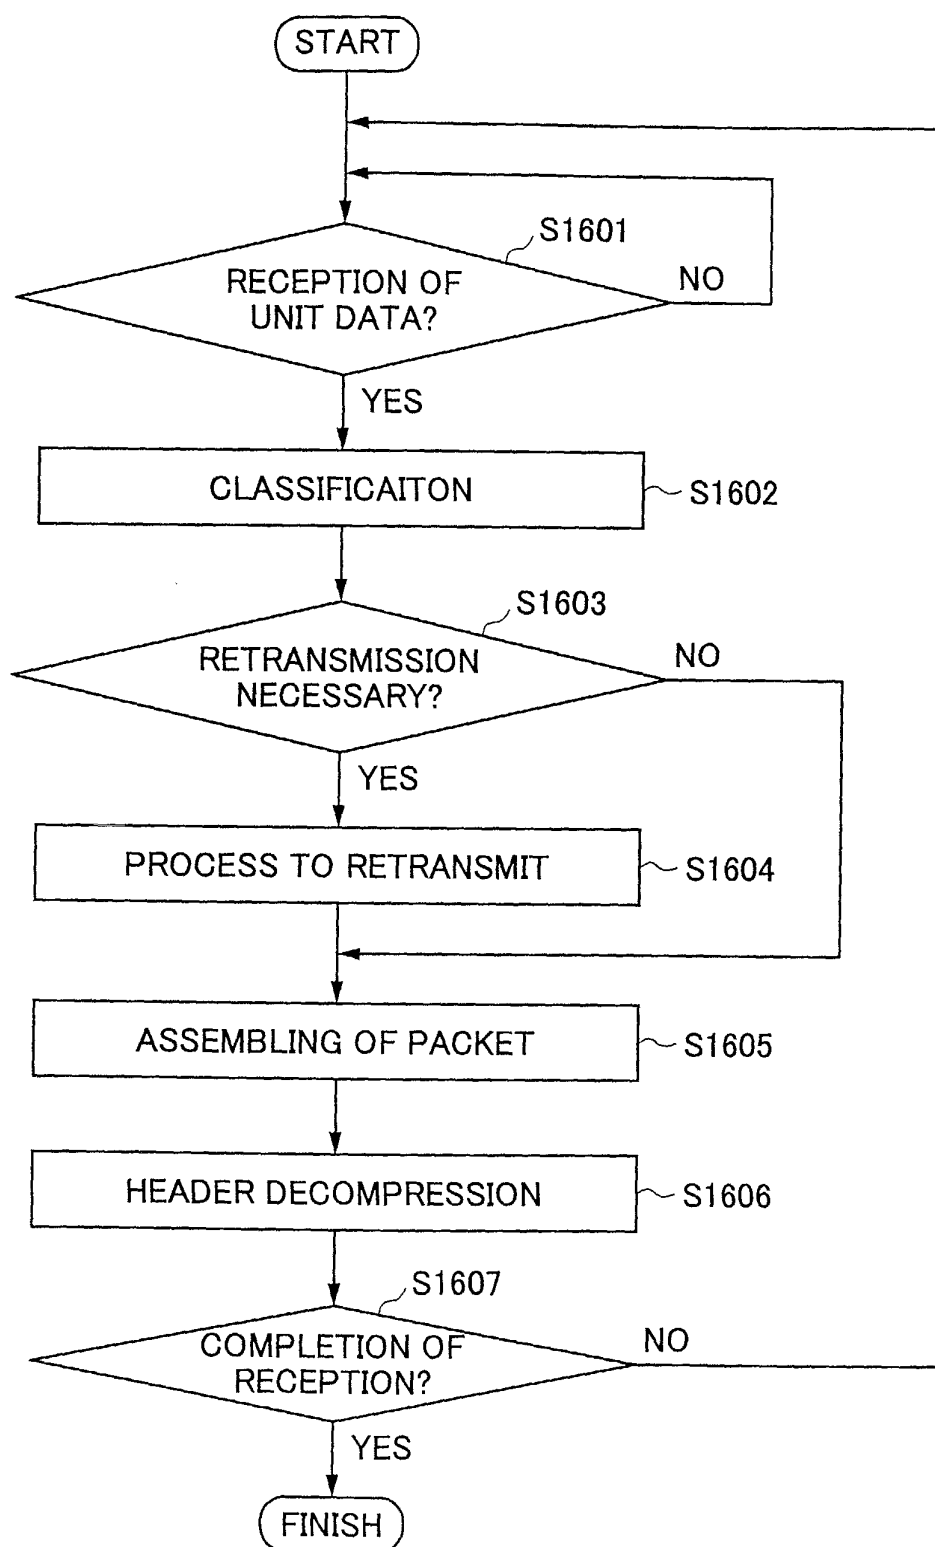 START
S1601
RECEPTION OF
UNIT DATA?
NO
YES
CLASSIFICAITON
S1602
S1603
RETRANSMISSION
NECESSARY?
NO
YES
PROCESS TO RETRANSMIT
S1604
ASSEMBLING OF PACKET
S1605
HEADER DECOMPRESSION
S1606
S1607
COMPLETION OF
RECEPTION?
NO
YES
FINISH